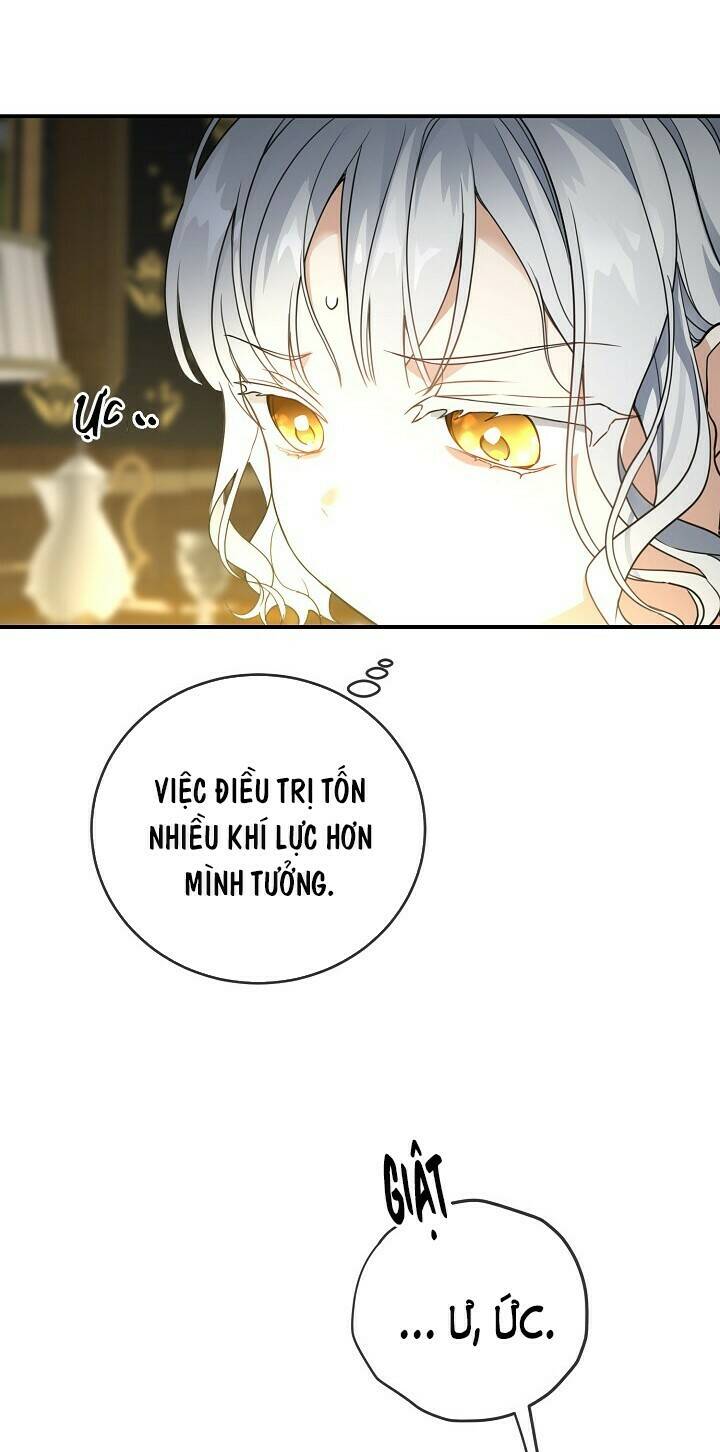 ực ..
VIỆC ĐIỀU TRỊ TỐN
NHIỀU KHÍ LỰC HƠN
MÌNH TƯỞNG.
GIẬT
... Ư, ỨC.